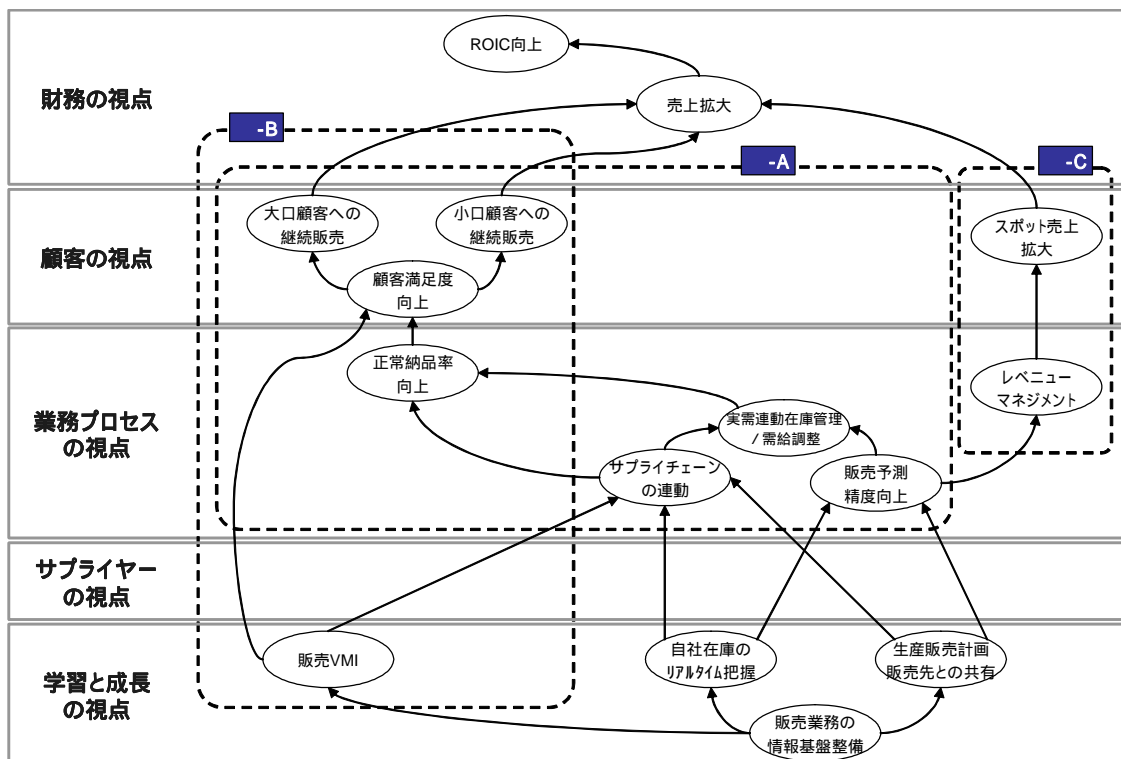 財務の視点
ROIC向上
売上拡大
-B
-A
-C
顧客の視点
大口顧客への
継続販売
小口顧客への
継続販売
スポット売上
拡大
顧客満足度
向上
業務プロセス
の視点
正常納品率
向上
レベニュー
マネジメント
実需連動在庫管理
/ 需給調整
サプライチェーン
の連動
販売予測
精度向上
サプライヤー
の視点
学習と成長
の視点
販売VMI
自社在庫の
リアルタイム把握
生産販売計画
販売先との共有
販売業務の
情報基盤整備